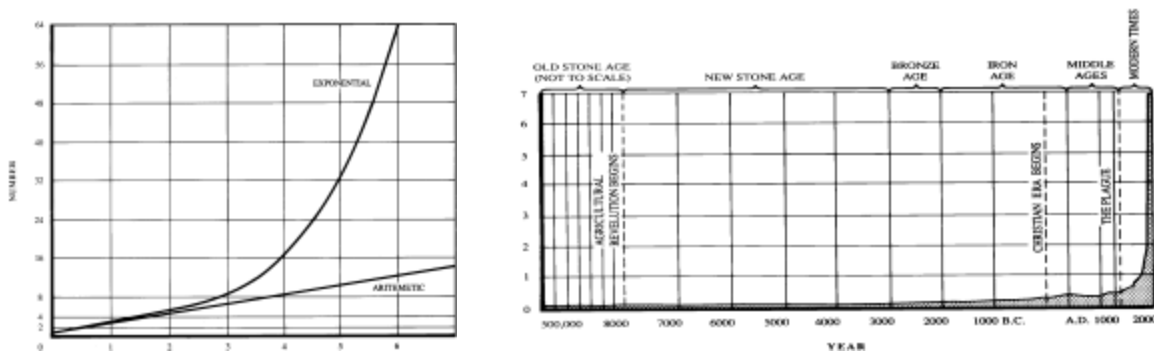 64
56
48
40
32
24
16
8
4
2
0
NUMBER
EXPONENTIAL
ARITHMETIC
0 1 2 3 4 5 6
OLD STONE AGE
(NOT TO SCALE)
NEW STONE AGE
BRONZE
AGE
IRON
AGE
MIDDLE
AGES
MODERN TIMES
7
6
5
4
3
2
1
0
AGRICULTURAL
REVOLUTION BEGINS
CHRISTIAN ERA BEGINS
THE PLAGUE
500,000 8000 7000 6000 5000 4000 3000 2000 1000 B.C. A.D. 1000 2000
YEAR